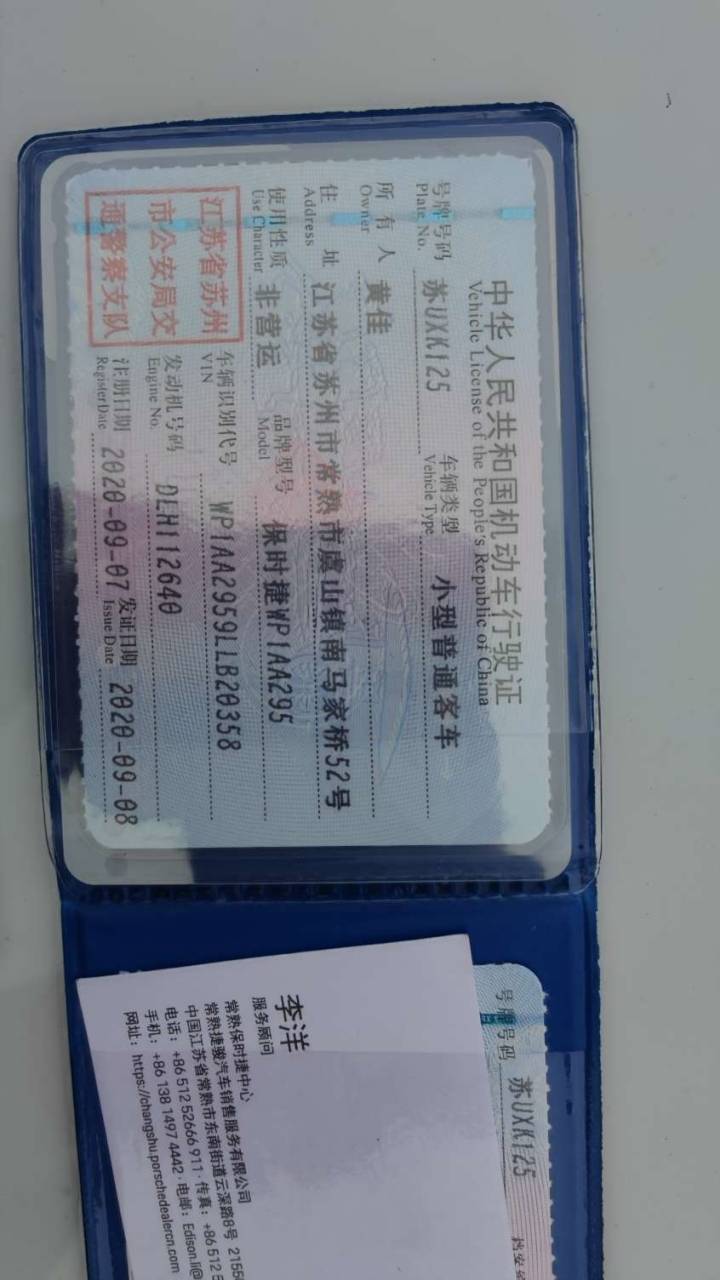 中华人民共和国机动车行驶证
Vehicle License of the People's Republic of China
号牌号码 苏UXK125 车辆类型 小型普通客车
Plate No. Vehicle Type
所有人 黄佳
Owner
住址 江苏省苏州市常熟市虞山镇南马家桥52号
Address
使用性质 非营运 品牌型号 保时捷WP1AA295
Use Character Model
江苏省苏州
市公安局交
通警察支队
车辆识别代号 WP1AA2959LLB20358
VIN
发动机号码 DLH112640
Engine No.
注册日期 2020-09-07 发证日期 2020-09-08
Register Date Issue Date
号牌号码 苏UXK125 档案编
李洋
服务顾问
常熟保时捷中心
常熟捷骏汽车销售服务有限公司
中国江苏省常熟市东南街道云深路8号 2155
电话：+86 512 52666 911 · 传真：+86 512 5
手机：+86 138 1497 4442 · 电邮：Edison.li@
网址：https://changshu.porschedealercn.com